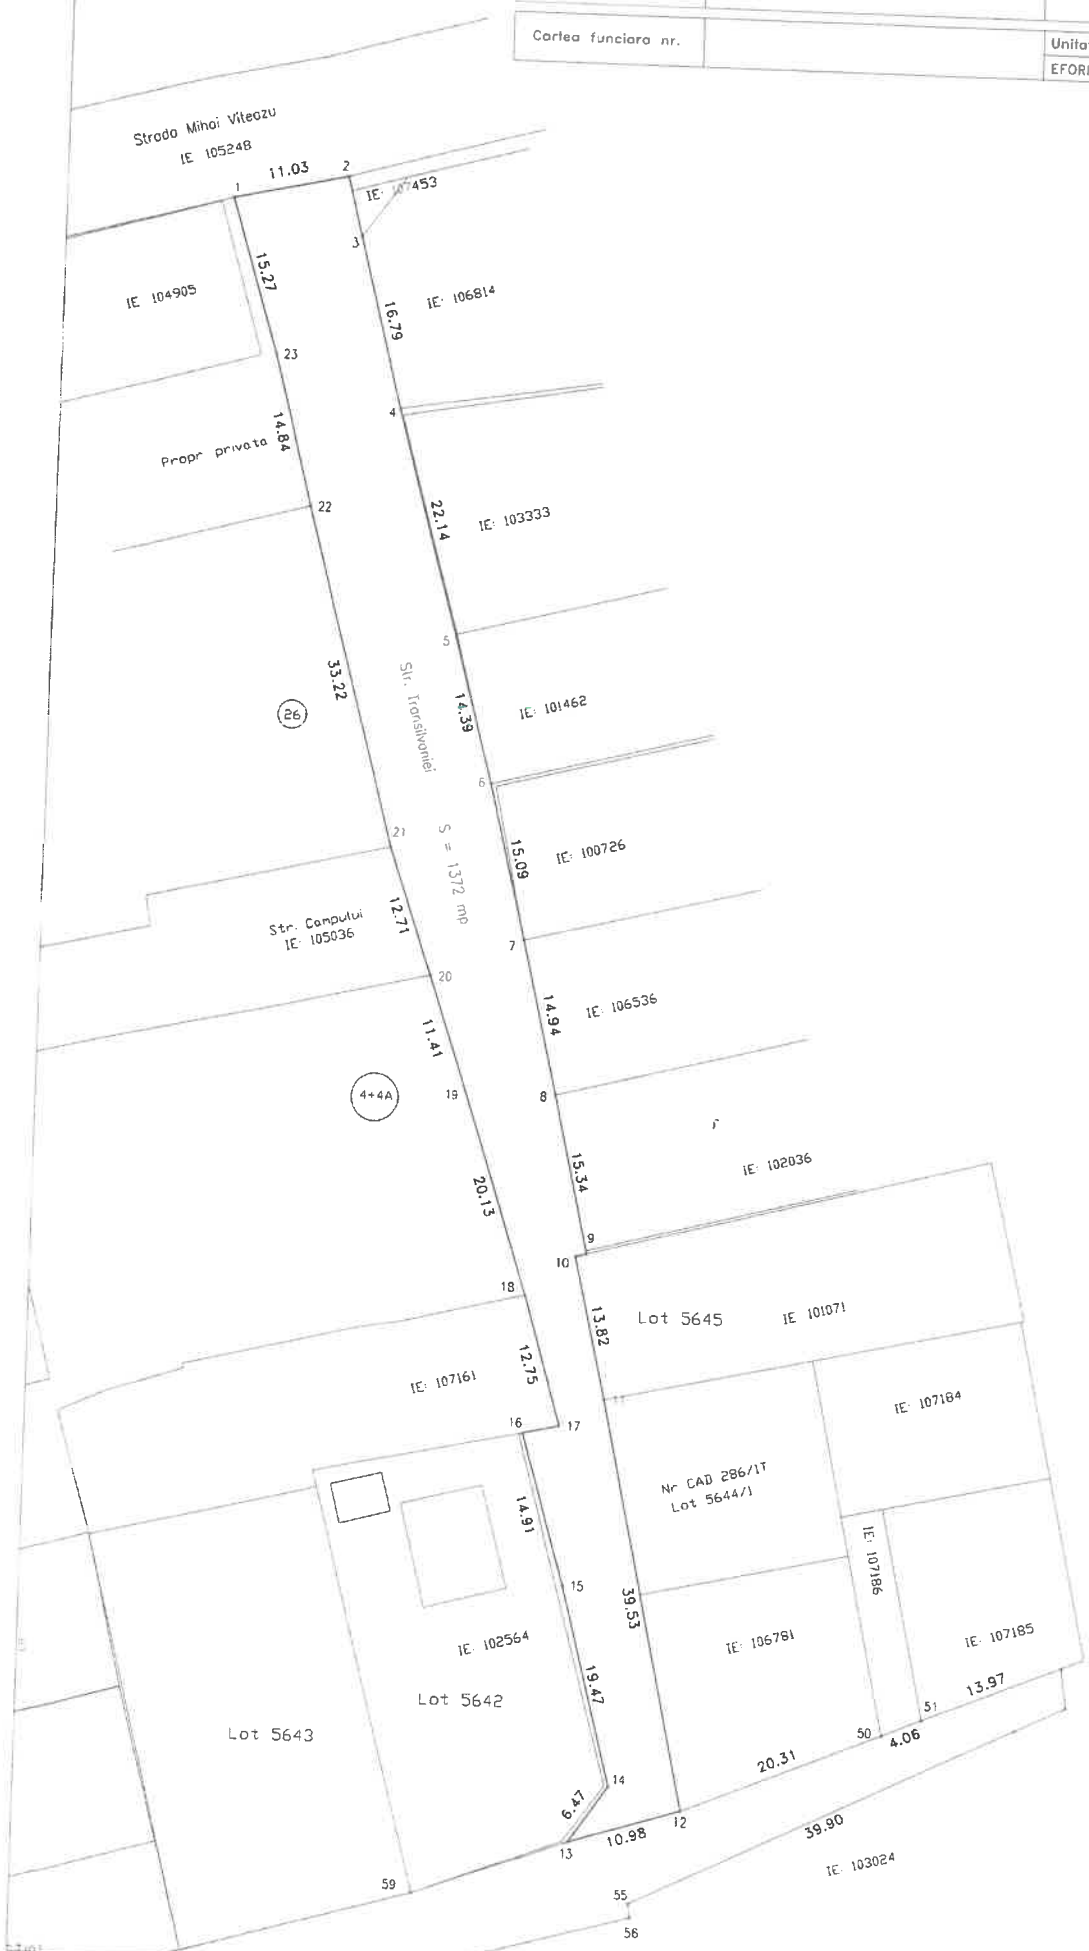 Cartea funciara nr.
EFORI
Strada Mihai Viteazu
IE 105248
11.03
1
2
IE: 107453
3
15.27
IE 104905
IE: 106814
16.79
23
4
14.84
Propr privata
22
22.14
IE: 103333
5
33.22
Str. Transilvaniei
26
14.39
IE: 101462
6
21
S = 1372 mp
15.09
IE: 100726
12.71
Str. Campului
IE: 105036
7
20
14.94
IE: 106536
11.41
4+4A
19
8
15.34
IE: 102036
20.13
9
10
18
13.82
Lot 5645
IE 101071
12.75
IE: 107161
11
IE: 107184
16
17
Nr CAD 286/1T
Lot 5644/1
14.91
IE: 107186
15
39.53
IE: 102564
IE: 106781
IE: 107185
19.47
Lot 5642
13.97
51
Lot 5643
50
4.06
20.31
14
6.47
12
10.98
39.90
13
IE: 103024
59
55
56